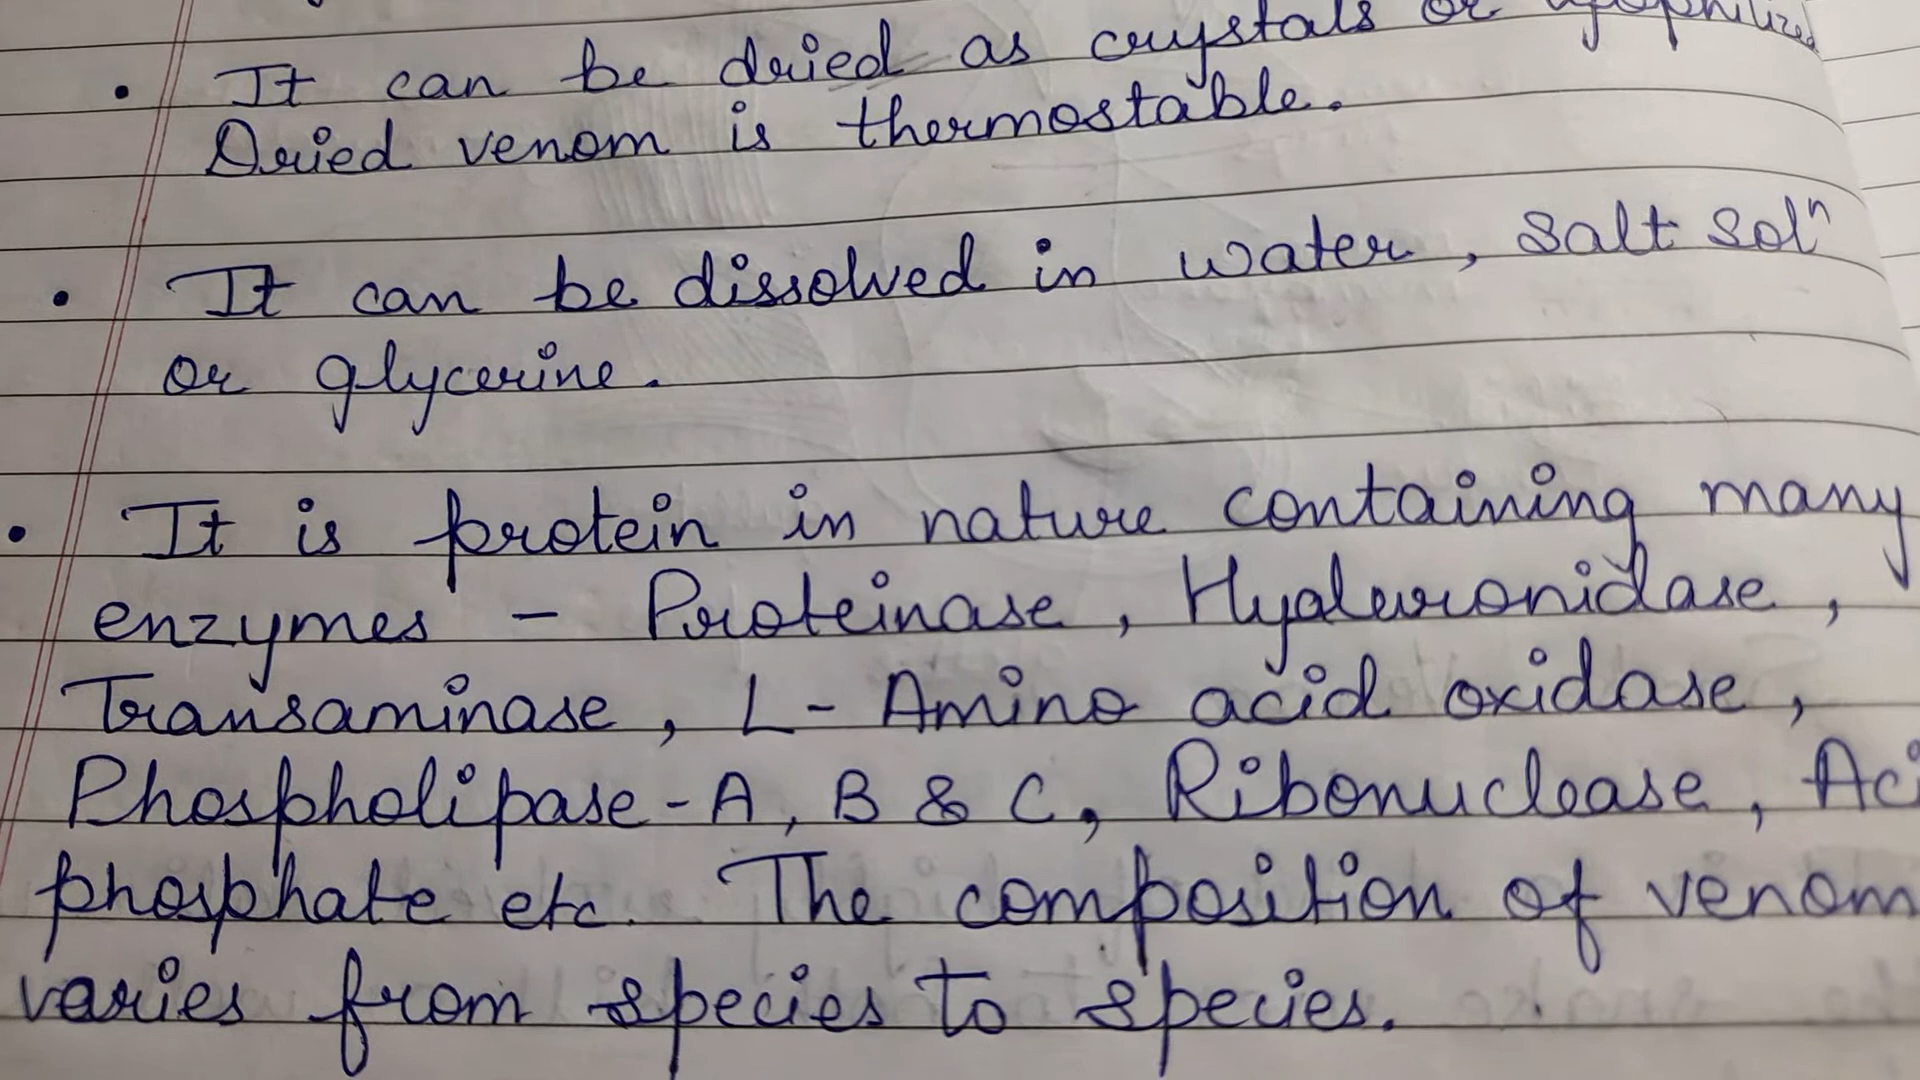 • It can be dried as crystals or lyophilized
Dried venom is thermostable.
• It can be dissolved in water, salt solⁿ
or glycerine.
• It is protein in nature containing many
enzymes - Proteinase, Hyaluronidase,
Transaminase, L- Amino acid oxidase,
Phospholipase-A, B & C, Ribonuclease, Aci
phosphate etc. The composition of venom
varies from species to species.